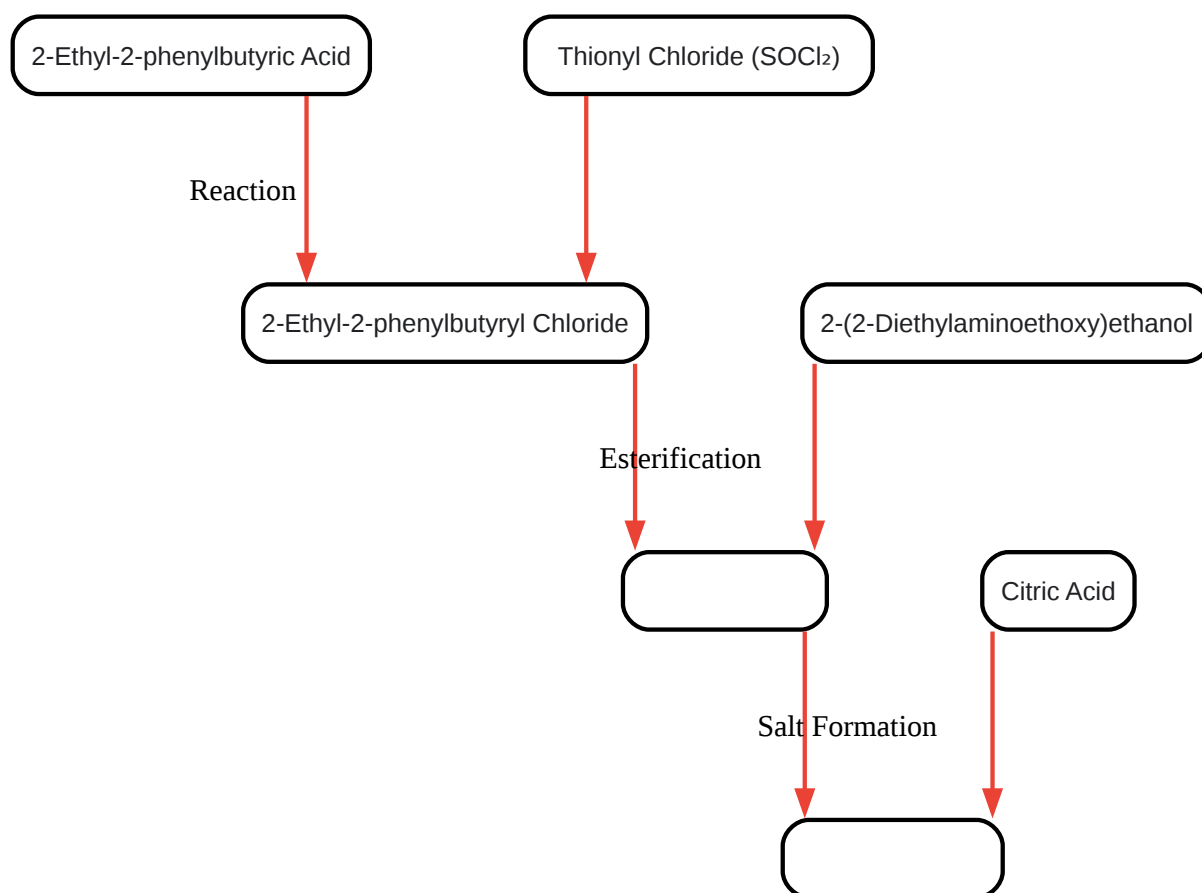 2-Ethyl-2-phenylbutyric Acid
Thionyl Chloride (SOCl₂)
Reaction
2-Ethyl-2-phenylbutyryl Chloride
2-(2-Diethylaminoethoxy)ethanol
Esterification
Citric Acid
Salt Formation